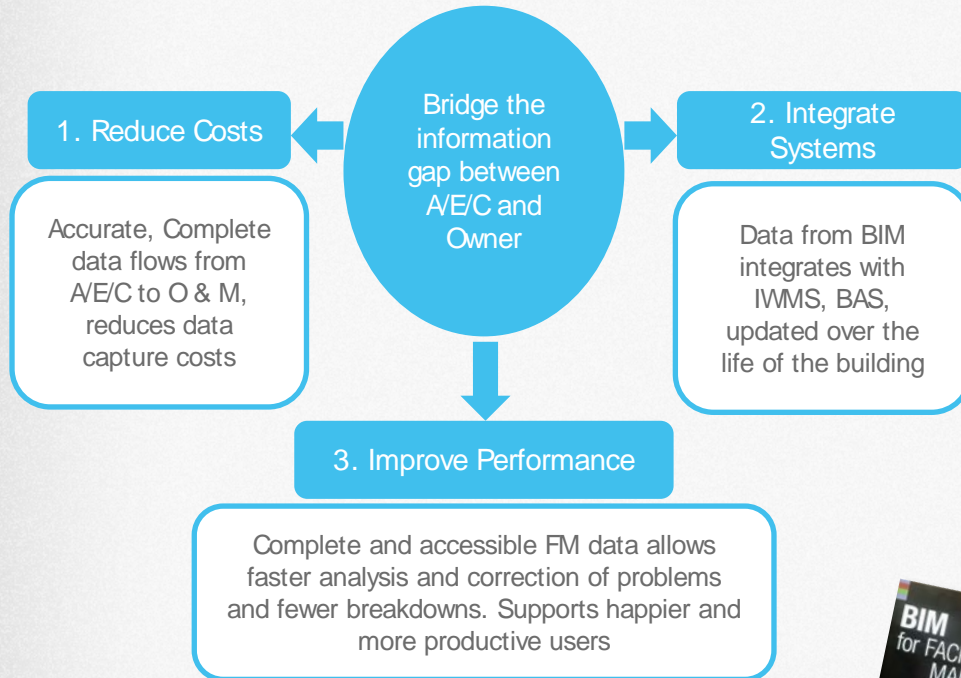 Bridge the
information
gap between
A/E/C and
Owner
1. Reduce Costs
Accurate, Complete
data flows from
A/E/C to O & M,
reduces data
capture costs
2. Integrate
Systems
Data from BIM
integrates with
IWMS, BAS,
updated over the
life of the building
3. Improve Performance
Complete and accessible FM data allows
faster analysis and correction of problems
and fewer breakdowns. Supports happier and
more productive users
BIM
for